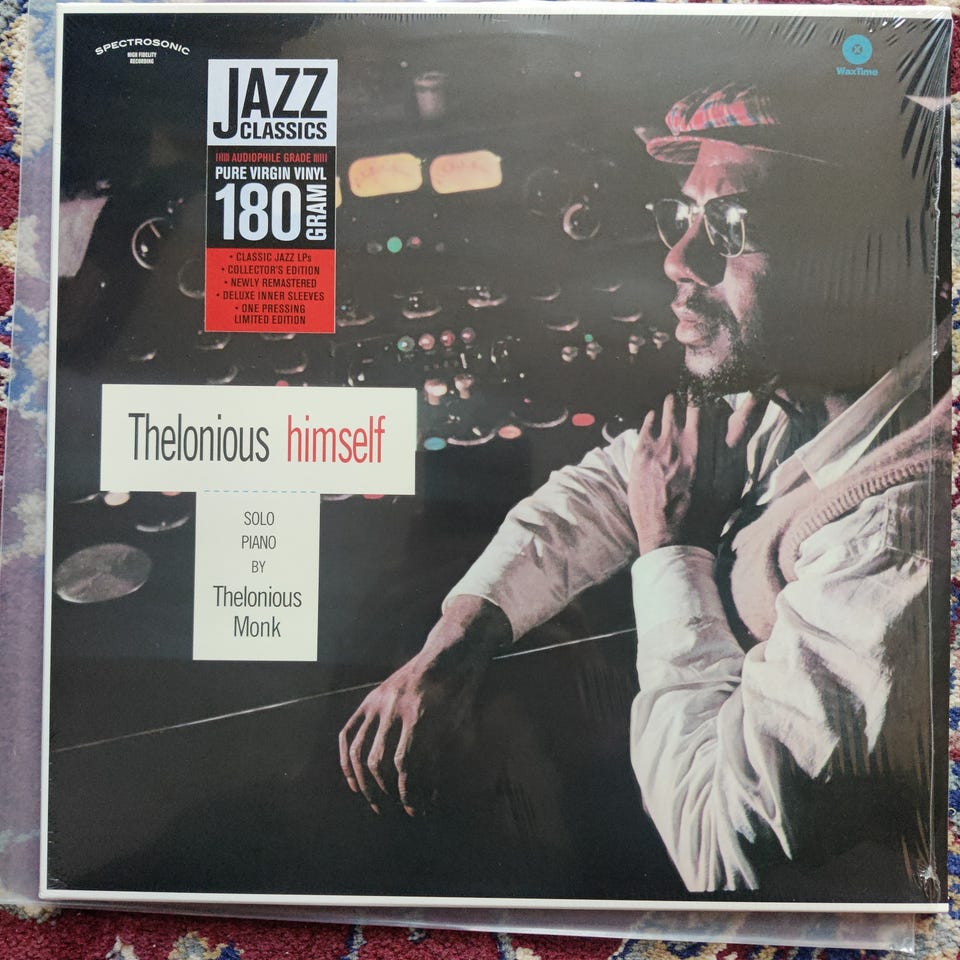 SPECTROSONIC
HIGH FIDELITY
RECORDING
WaxTime
JAZZ
CLASSICS
AUDIOPHILE GRADE
PURE VIRGIN VINYL
180 GRAM
• CLASSIC JAZZ LPs
• COLLECTOR'S EDITION
• NEWLY REMASTERED
• DELUXE INNER SLEEVES
• ONE PRESSING
LIMITED EDITION
Thelonious himself
SOLO
PIANO
BY
Thelonious
Monk